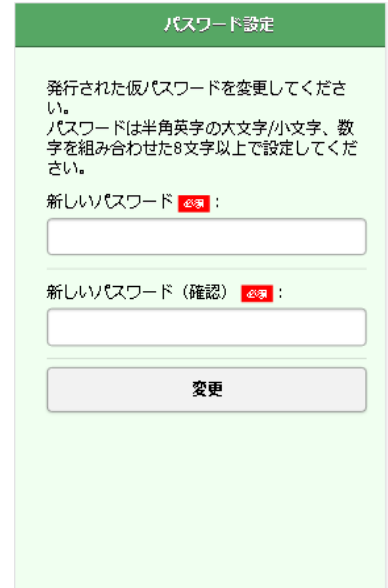 パスワード設定
発行された仮パスワードを変更してくださ
い。
パスワードは半角英字の大文字/小文字、数
字を組み合わせた8文字以上で設定してくだ
さい。
新しいパスワード 必須 :
新しいパスワード（確認） 必須 :
変更